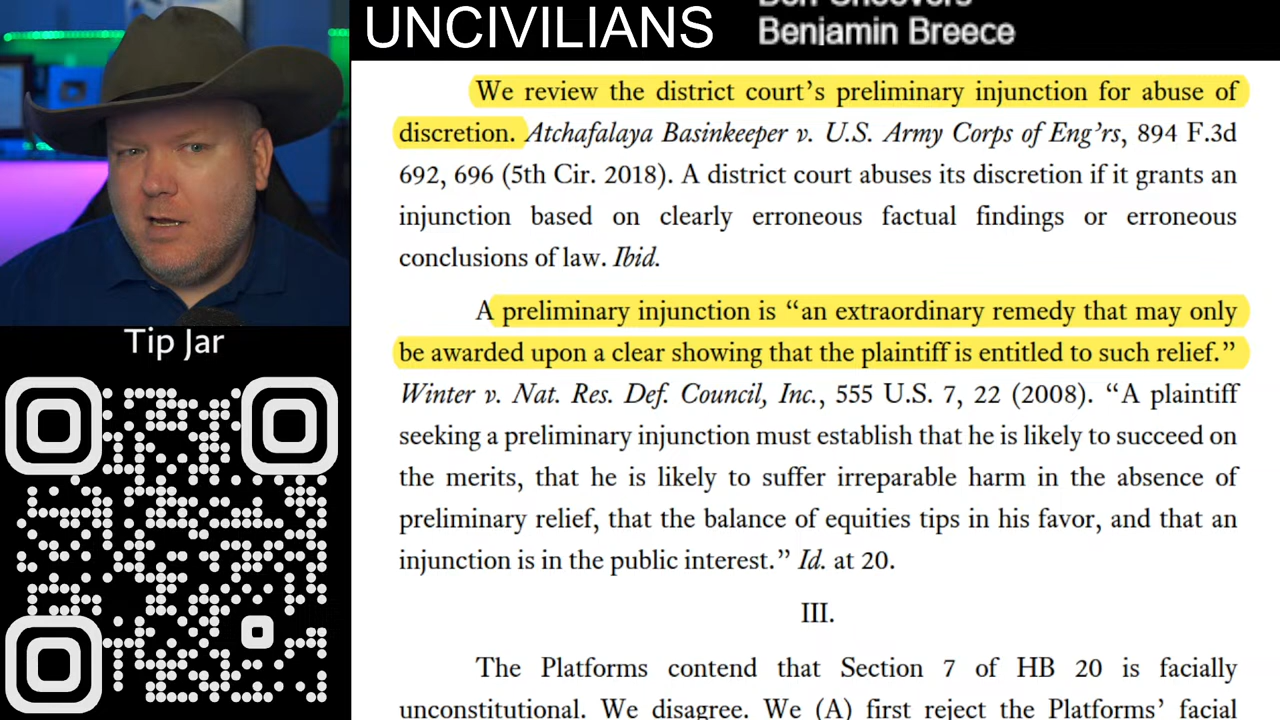 UNCIVILIANS
Benjamin Breece
We review the district court’s preliminary injunction for abuse of
discretion. Atchafalaya Basinkeeper v. U.S. Army Corps of Eng’rs, 894 F.3d
692, 696 (5th Cir. 2018). A district court abuses its discretion if it grants an
injunction based on clearly erroneous factual findings or erroneous
conclusions of law. Ibid.
A preliminary injunction is “an extraordinary remedy that may only
be awarded upon a clear showing that the plaintiff is entitled to such relief.”
Winter v. Nat. Res. Def. Council, Inc., 555 U.S. 7, 22 (2008). “A plaintiff
seeking a preliminary injunction must establish that he is likely to succeed on
the merits, that he is likely to suffer irreparable harm in the absence of
preliminary relief, that the balance of equities tips in his favor, and that an
injunction is in the public interest.” Id. at 20.
III.
The Platforms contend that Section 7 of HB 20 is facially
unconstitutional. We disagree. We (A) first reject the Platforms’ facial
Tip Jar